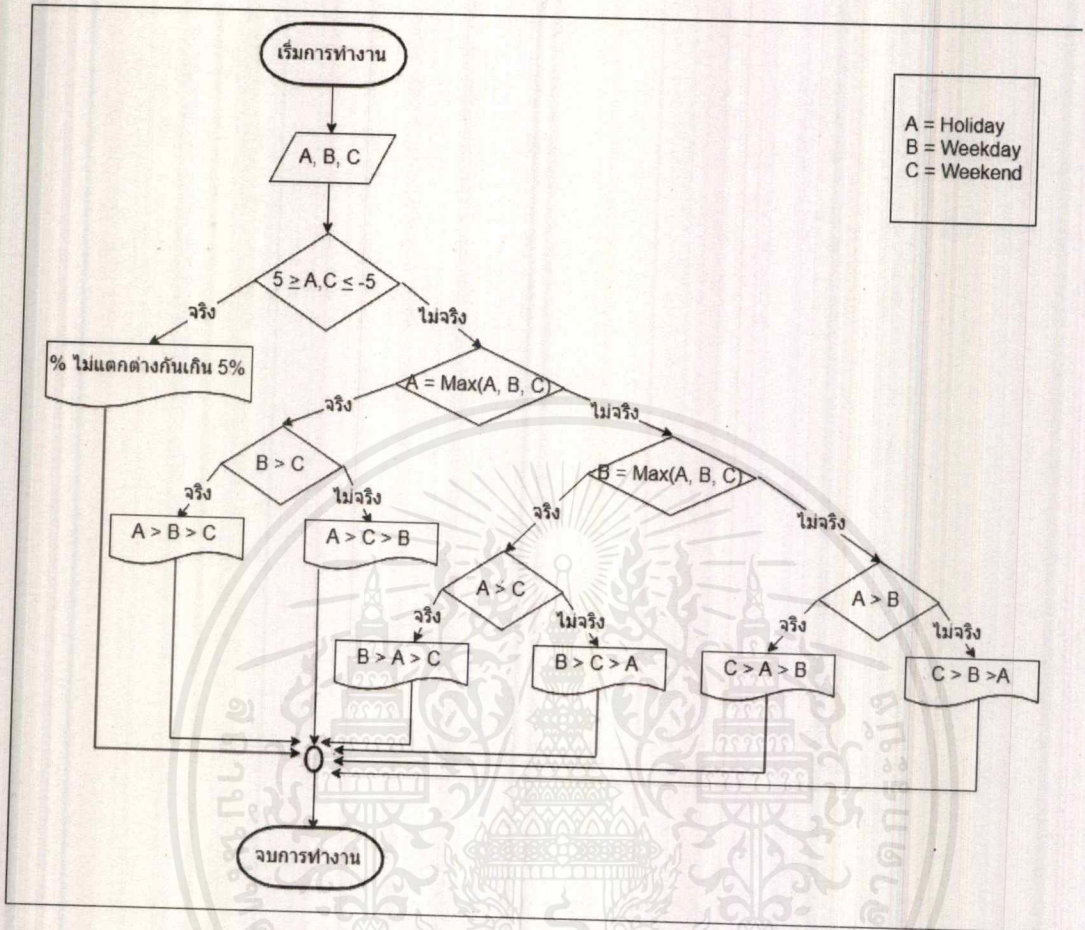 เริ่มการทำงาน
A = Holiday
B = Weekday
C = Weekend
A, B, C
5 ≥ A,C ≤ -5
จริง
ไม่จริง
% ไม่แตกต่างกันเกิน 5%
A = Max(A, B, C)
จริง
ไม่จริง
B > C
B = Max(A, B, C)
จริง
ไม่จริง
จริง
ไม่จริง
A > B > C
A > C > B
A > C
A > B
จริง
ไม่จริง
จริง
ไม่จริง
B > A > C
B > C > A
C > A > B
C > B >A
จบการทำงาน